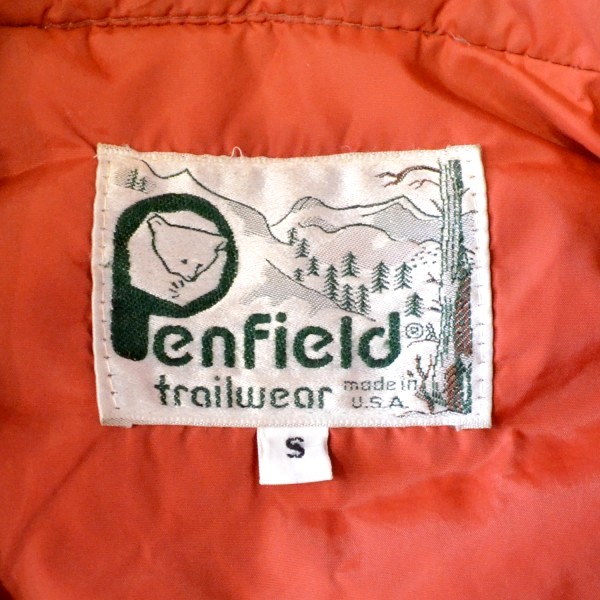 Penfield®
trailwear
made in
U.S.A.
S